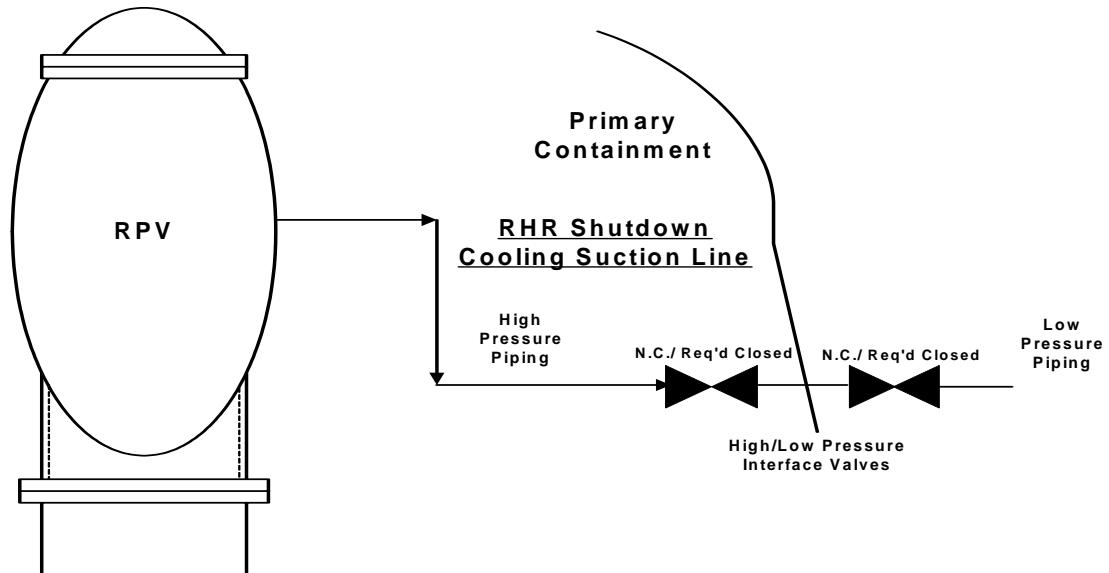 Primary
Containment
RPV
RHR Shutdown
Cooling Suction Line
High
Pressure
Piping
N.C./ Req'd Closed
N.C./ Req'd Closed
Low
Pressure
Piping
High/Low Pressure
Interface Valves